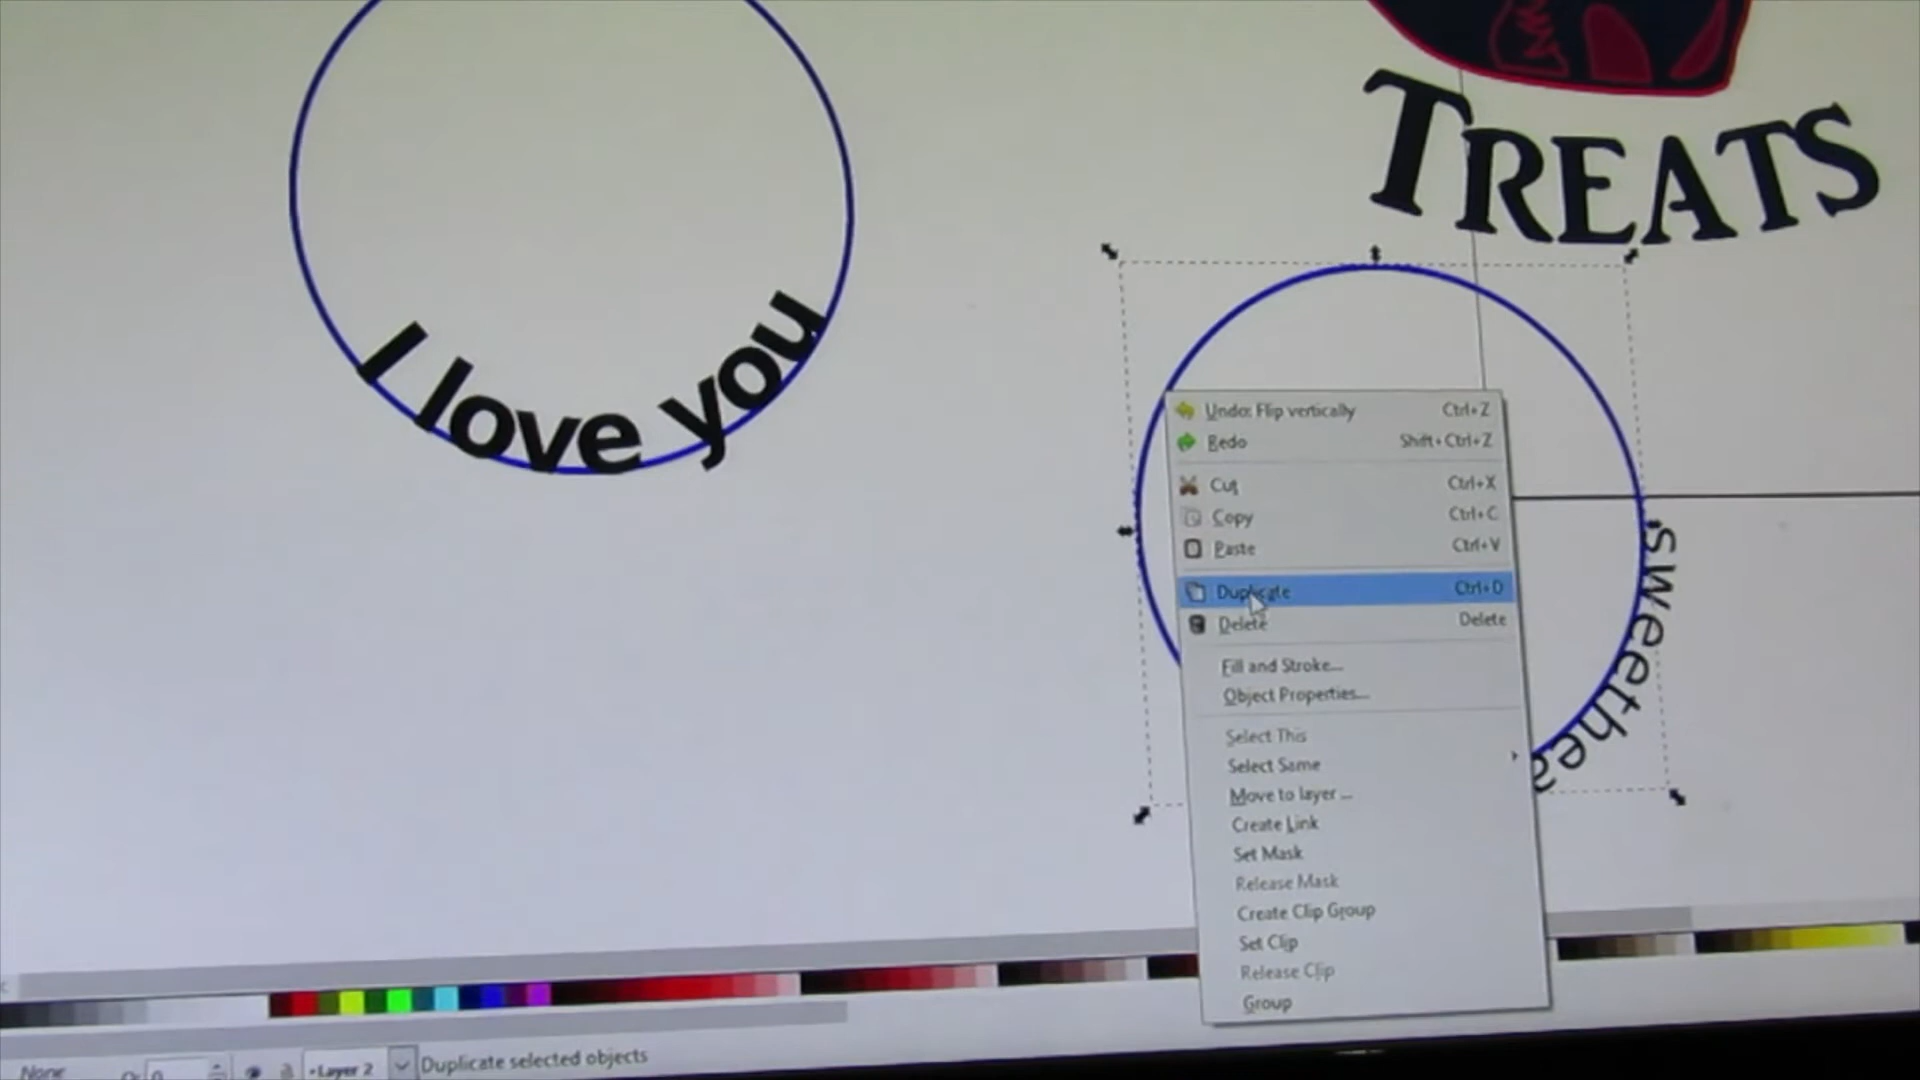 TREATS
I love you
sweethea
Undo: Flip vertically Ctrl+Z
Redo Shift+Ctrl+Z
Cut Ctrl+X
Copy Ctrl+C
Paste Ctrl+V
Duplicate Ctrl+D
Delete Delete
Fill and Stroke...
Object Properties...
Select This
Select Same
Move to layer ...
Create Link
Set Mask
Release Mask
Create Clip Group
Set Clip
Release Clip
Group
None O: 0 •Layer 2 Duplicate selected objects